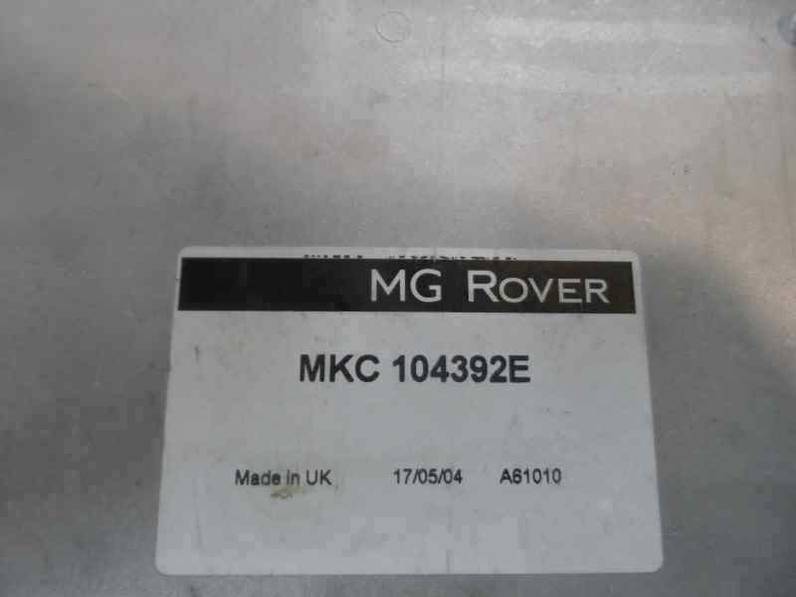 MG ROVER
MKC 104392E
Made in UK 17/05/04 A61010